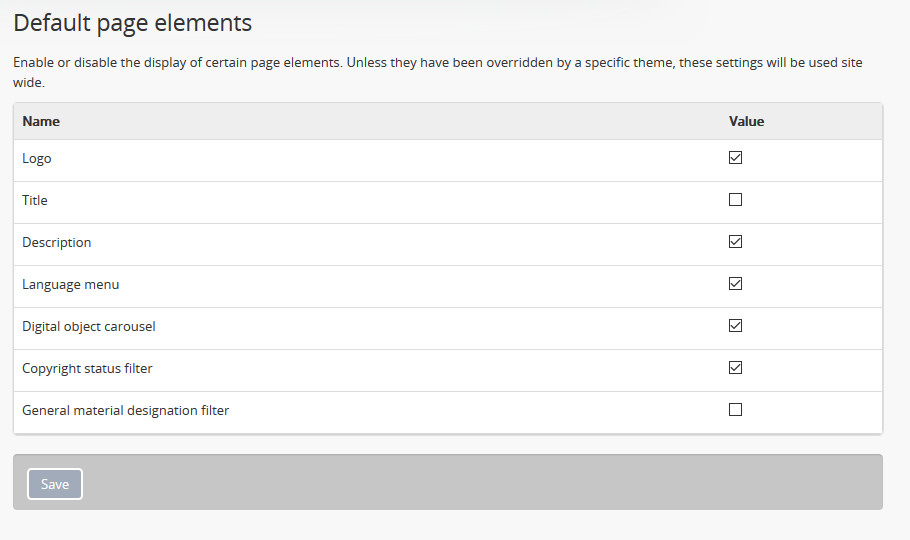 Default page elements
Enable or disable the display of certain page elements. Unless they have been overridden by a specific theme, these settings will be used site
wide.
Name Value
Logo
Title
Description
Language menu
Digital object carousel
Copyright status filter
General material designation filter
Save